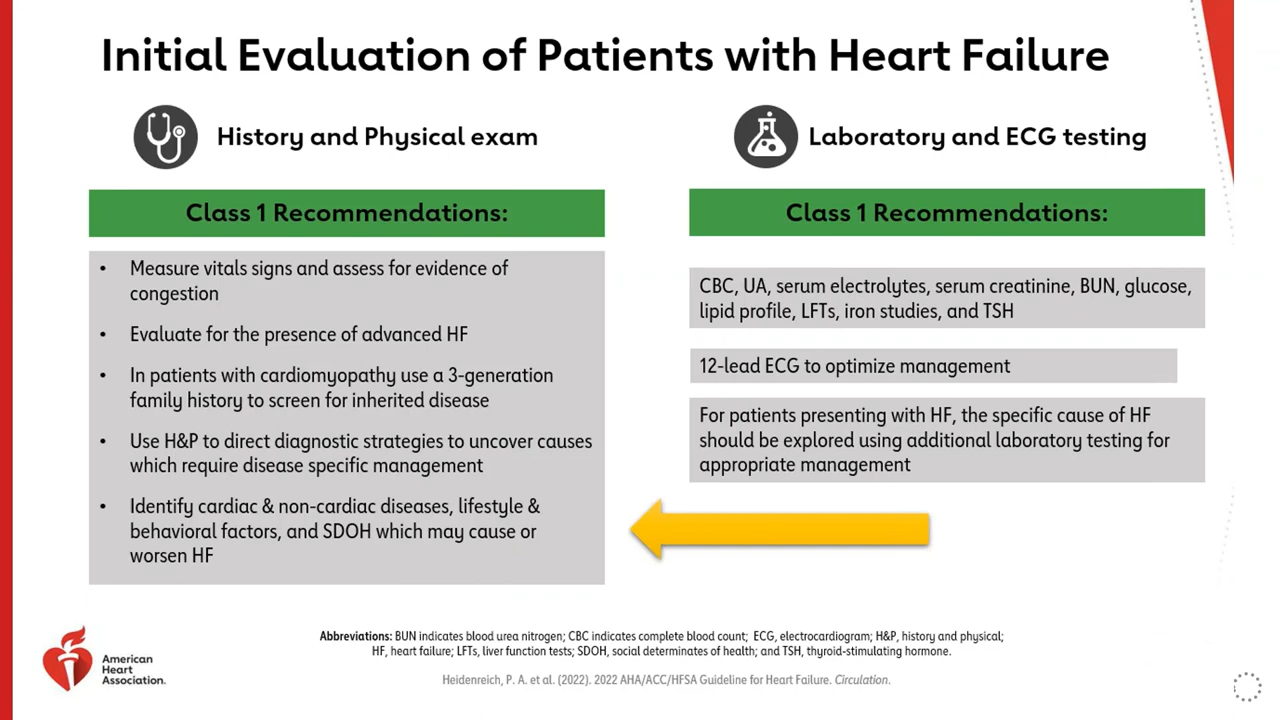 Initial Evaluation of Patients with Heart Failure
History and Physical exam
Class 1 Recommendations:
• Measure vitals signs and assess for evidence of
congestion
• Evaluate for the presence of advanced HF
• In patients with cardiomyopathy use a 3-generation
family history to screen for inherited disease
• Use H&P to direct diagnostic strategies to uncover causes
which require disease specific management
• Identify cardiac & non-cardiac diseases, lifestyle &
behavioral factors, and SDOH which may cause or
worsen HF
Laboratory and ECG testing
Class 1 Recommendations:
CBC, UA, serum electrolytes, serum creatinine, BUN, glucose,
lipid profile, LFTs, iron studies, and TSH
12-lead ECG to optimize management
For patients presenting with HF, the specific cause of HF
should be explored using additional laboratory testing for
appropriate management
Abbreviations: BUN indicates blood urea nitrogen; CBC indicates complete blood count; ECG, electrocardiogram; H&P, history and physical;
HF, heart failure; LFTs, liver function tests; SDOH, social determinates of health; and TSH, thyroid-stimulating hormone.
American
Heart
Association.
Heidenreich, P. A. et al. (2022). 2022 AHA/ACC/HFSA Guideline for Heart Failure. Circulation.